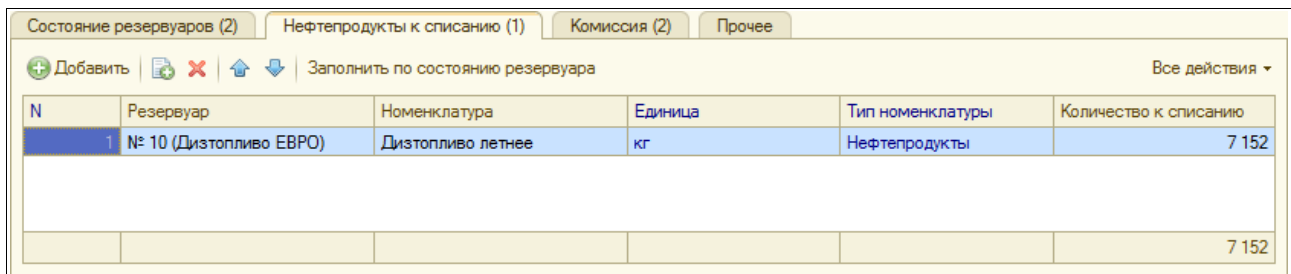 Состояние резервуаров (2) Нефтепродукты к списанию (1) Комиссия (2) Прочее
Добавить Заполнить по состоянию резервуара Все действия
N Резервуар Номенклатура Единица Тип номенклатуры Количество к списанию
1 № 10 (Дизтопливо ЕВРО) Дизтопливо летнее кг Нефтепродукты 7 152
7 152